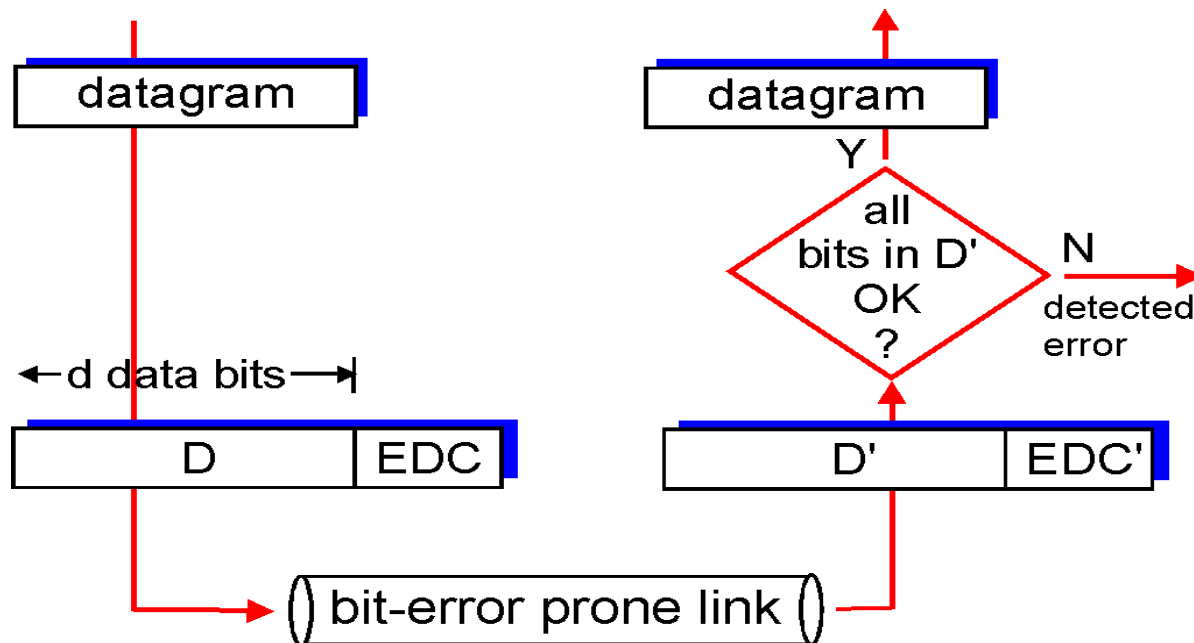 datagram
d data bits
D
EDC
bit-error prone link
datagram
Y
all
bits in D'
OK
?
N
detected
error
D'
EDC'